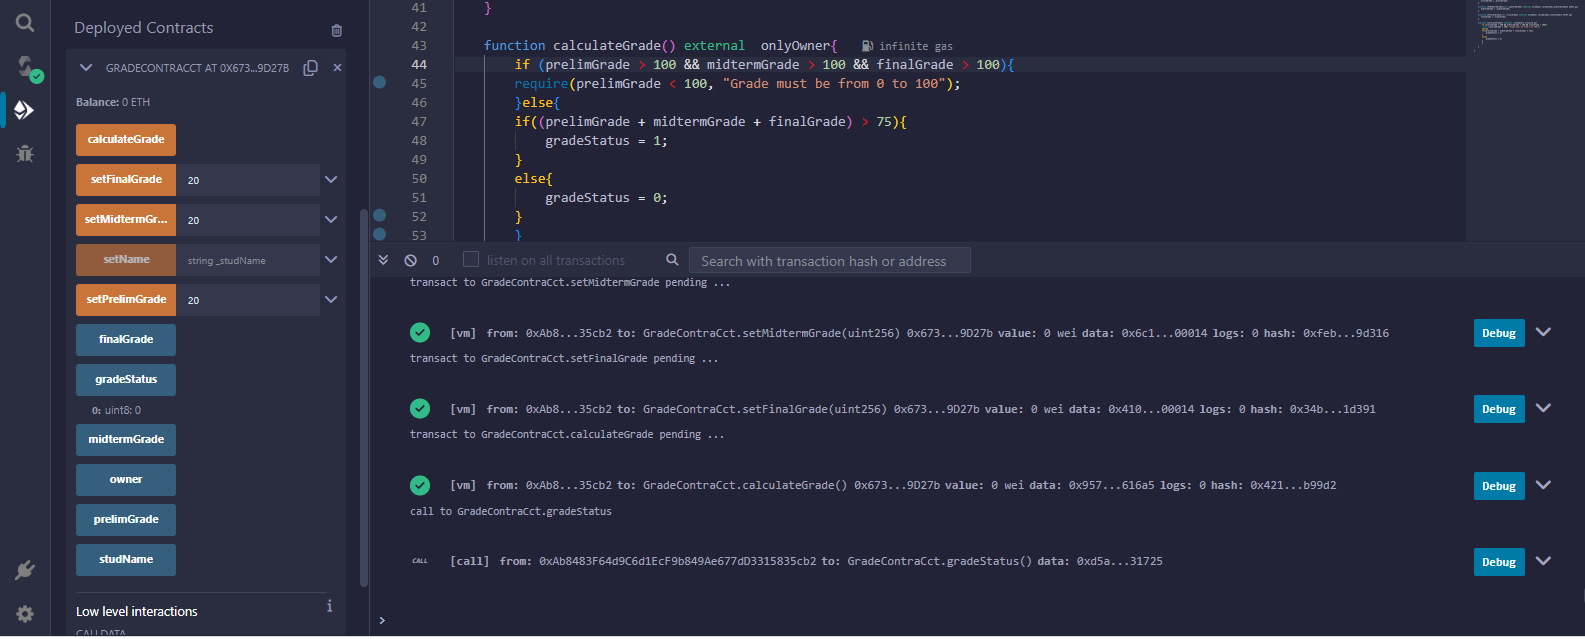 Deployed Contracts
GRADECONTRACCT AT 0X673...9D27B
Balance: 0 ETH
calculateGrade
setFinalGrade 20
setMidtermGr... 20
setName string _studName
setPrelimGrade 20
finalGrade
gradeStatus
0: uint8: 0
midtermGrade
owner
prelimGrade
studName
Low level interactions
i
CALLDATA
41 }
42
43 function calculateGrade() external  onlyOwner{ infinite gas
44 if (prelimGrade > 100 && midtermGrade > 100 && finalGrade > 100){
45 require(prelimGrade < 100, "Grade must be from 0 to 100");
46 }else{
47 if((prelimGrade + midtermGrade + finalGrade) > 75){
48 gradeStatus = 1;
49 }
50 else{
51 gradeStatus = 0;
52 }
53 }
0 listen on all transactions Search with transaction hash or address
transact to GradeContraCct.setMidtermGrade pending ...
[vm] from: 0xAb8...35cb2 to: GradeContraCct.setMidtermGrade(uint256) 0x673...9D27b value: 0 wei data: 0x6c1...00014 logs: 0 hash: 0xfeb...9d316 Debug
transact to GradeContraCct.setFinalGrade pending ...
[vm] from: 0xAb8...35cb2 to: GradeContraCct.setFinalGrade(uint256) 0x673...9D27b value: 0 wei data: 0x410...00014 logs: 0 hash: 0x34b...1d391 Debug
transact to GradeContraCct.calculateGrade pending ...
[vm] from: 0xAb8...35cb2 to: GradeContraCct.calculateGrade() 0x673...9D27b value: 0 wei data: 0x957...616a5 logs: 0 hash: 0x421...b99d2 Debug
call to GradeContraCct.gradeStatus
CALL [call] from: 0xAb8483F64d9C6d1EcF9b849Ae677dD3315835cb2 to: GradeContraCct.gradeStatus() data: 0xd5a...31725 Debug
>